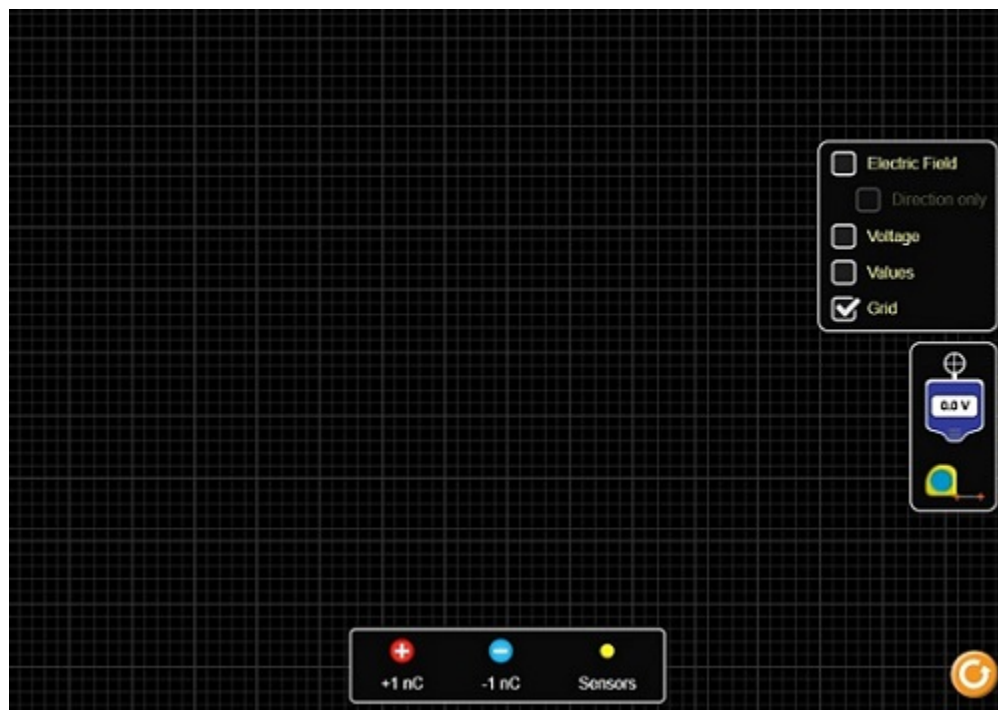 Electric Field
Direction only
Voltage
Values
Grid
0.0 V
+1 nC
-1 nC
Sensors